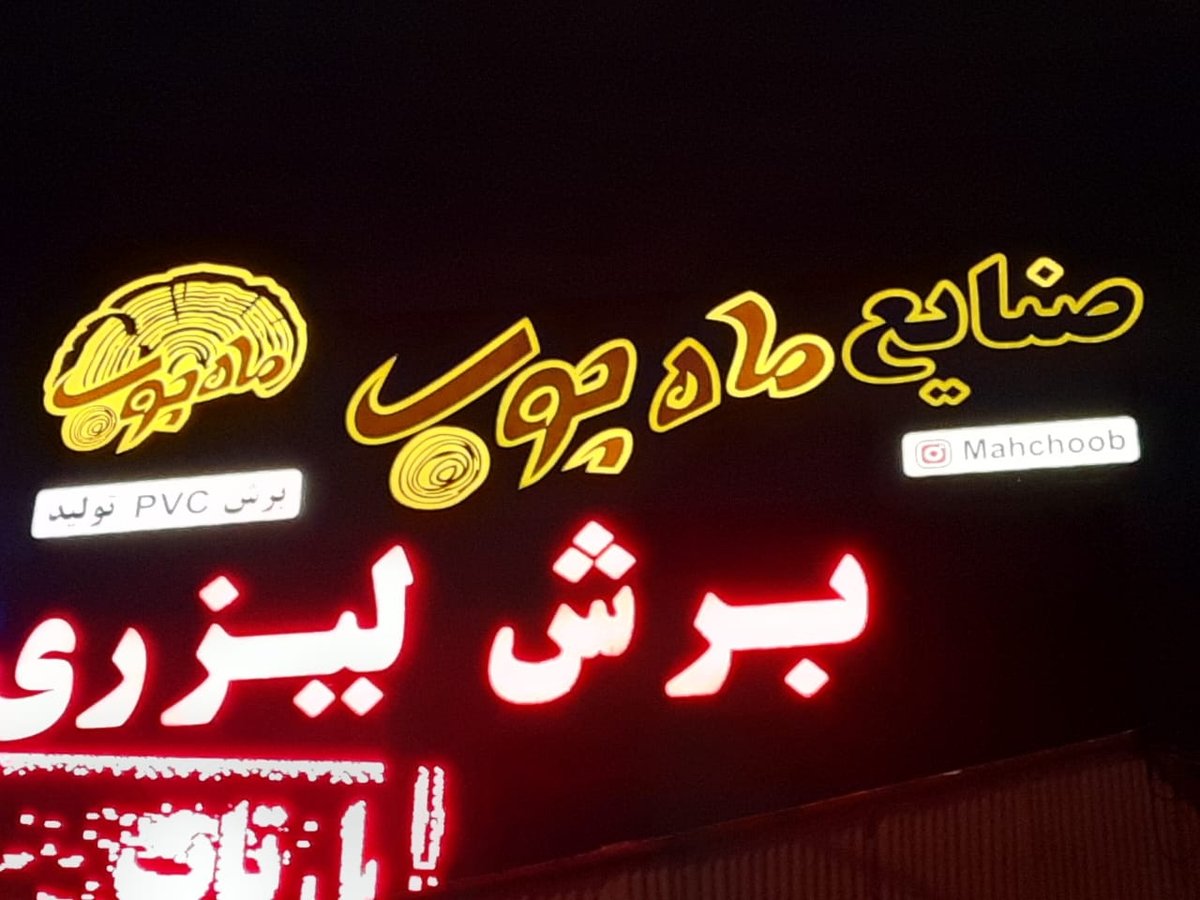 صنایع ماه چوب
ماه چوب
Mahchoob
برش PVC تولید
برش لیزری